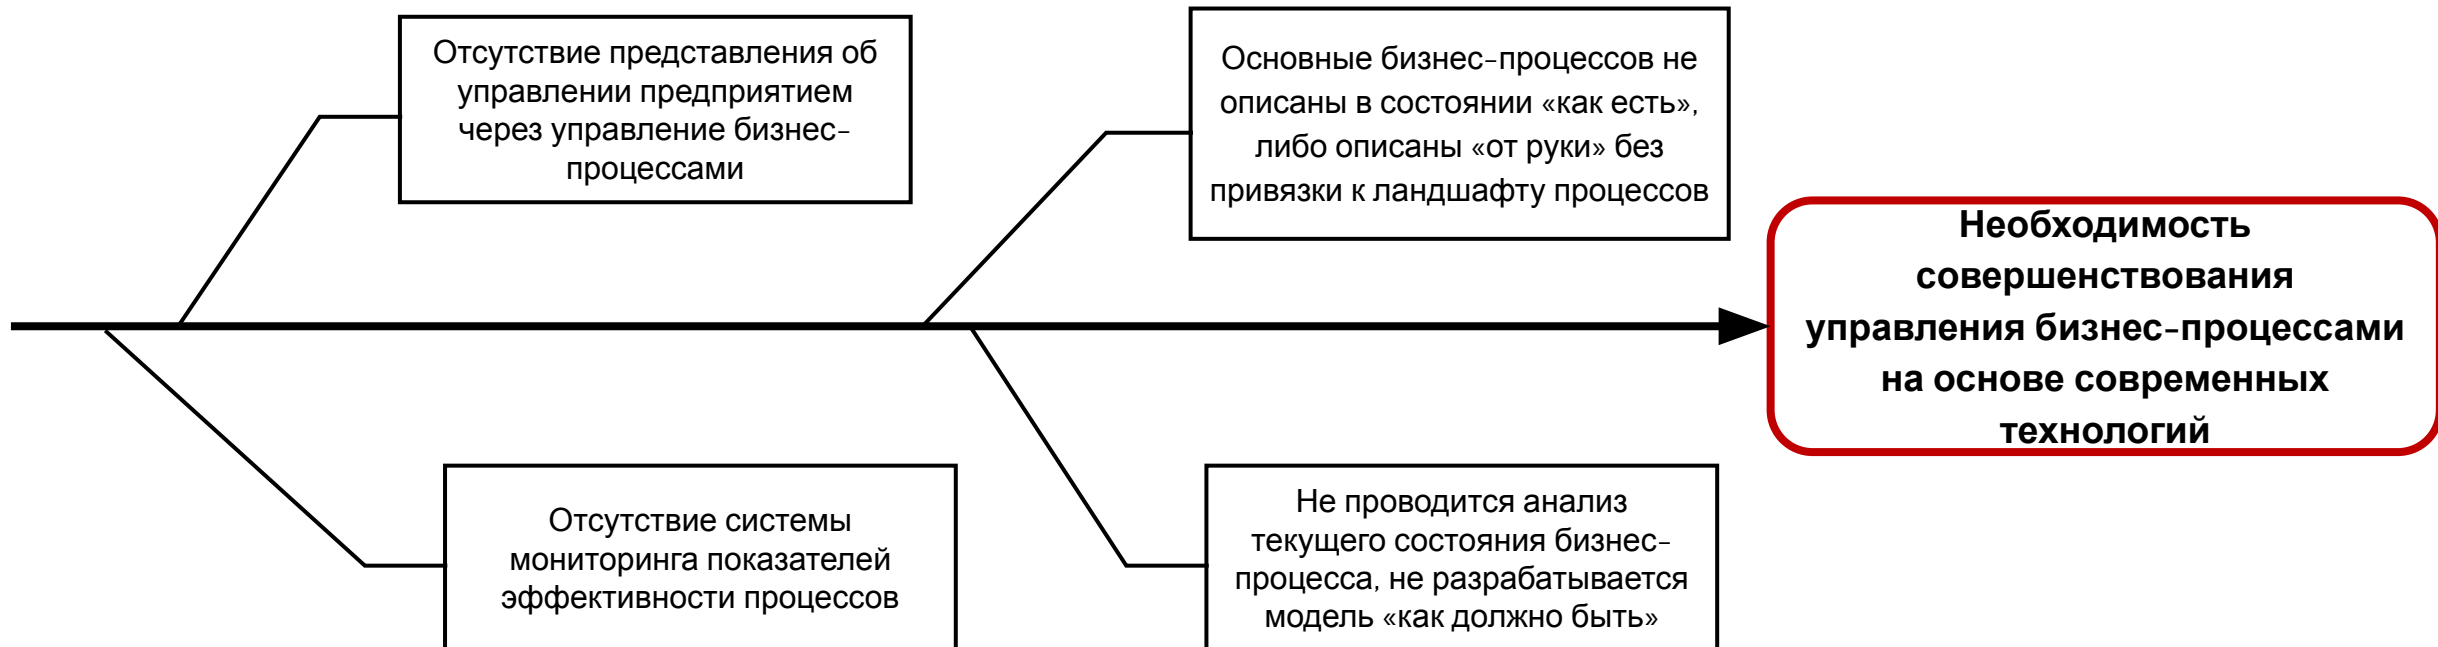 Отсутствие представления об
управлении предприятием
через управление бизнес-
процессами
Основные бизнес-процессов не
описаны в состоянии «как есть»,
либо описаны «от руки» без
привязки к ландшафту процессов
Необходимость
совершенствования
управления бизнес-процессами
на основе современных
технологий
Отсутствие системы
мониторинга показателей
эффективности процессов
Не проводится анализ
текущего состояния бизнес-
процесса, не разрабатывается
модель «как должно быть»